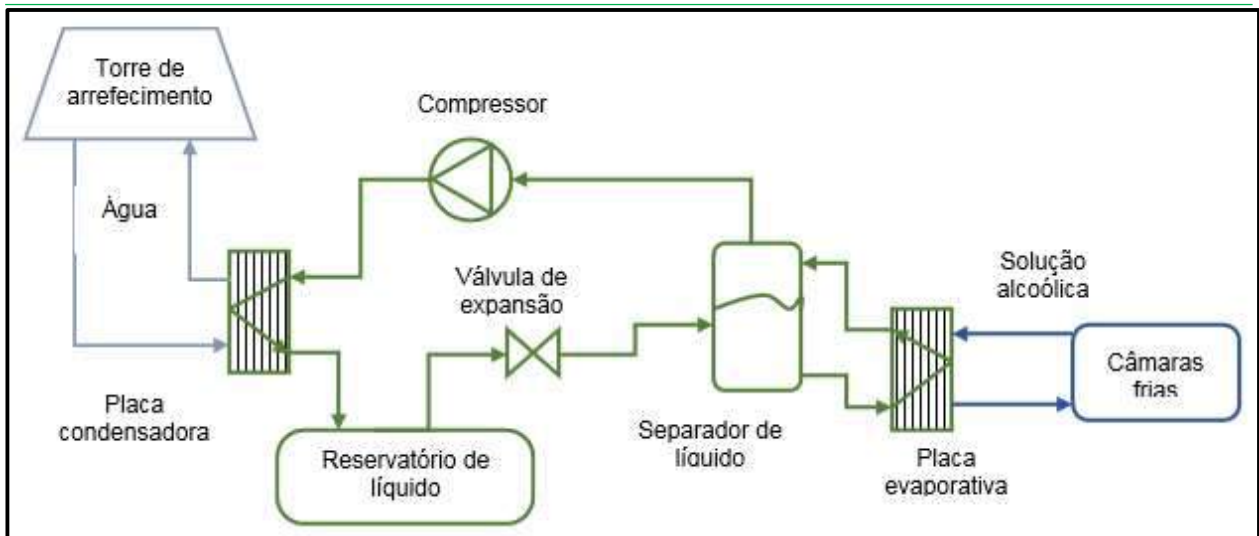 Torre de
arrefecimento
Compressor
Água
Válvula de
expansão
Solução
alcoólica
Câmaras
frias
Placa
condensadora
Reservatório de
líquido
Separador de
líquido
Placa
evaporativa